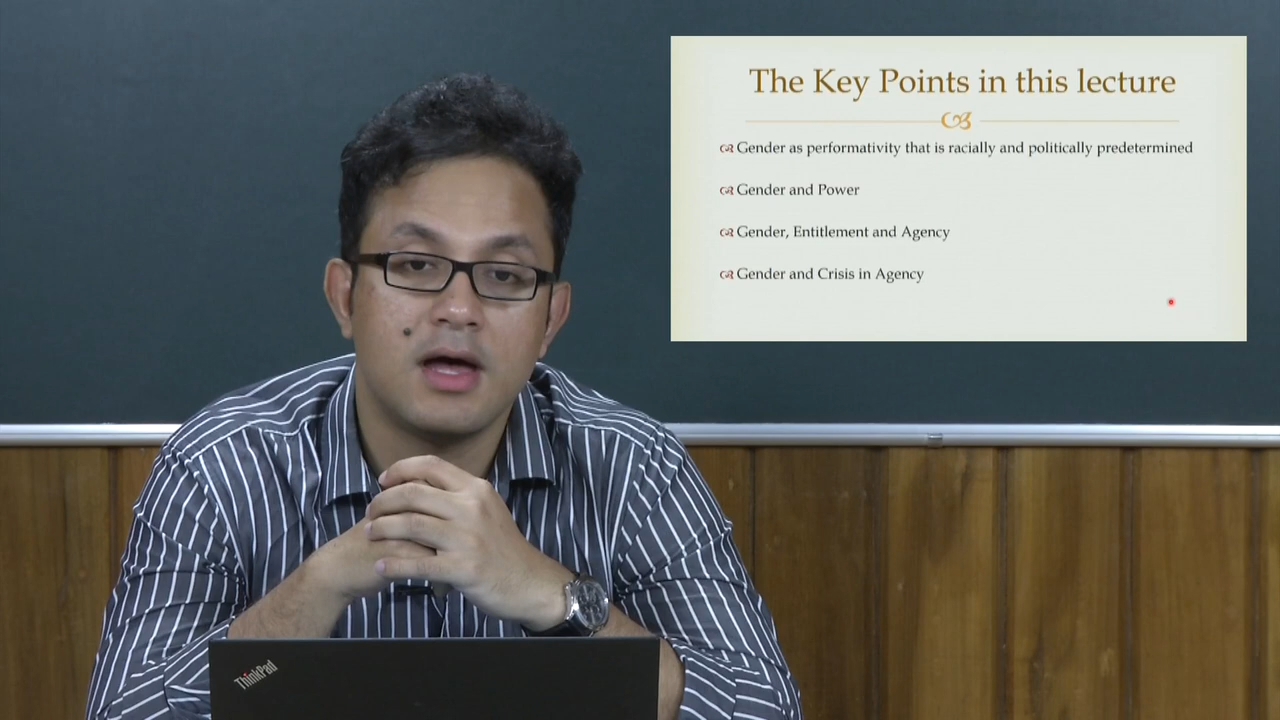 The Key Points in this lecture
Gender as performativity that is racially and politically predetermined
Gender and Power
Gender, Entitlement and Agency
Gender and Crisis in Agency
ThinkPad